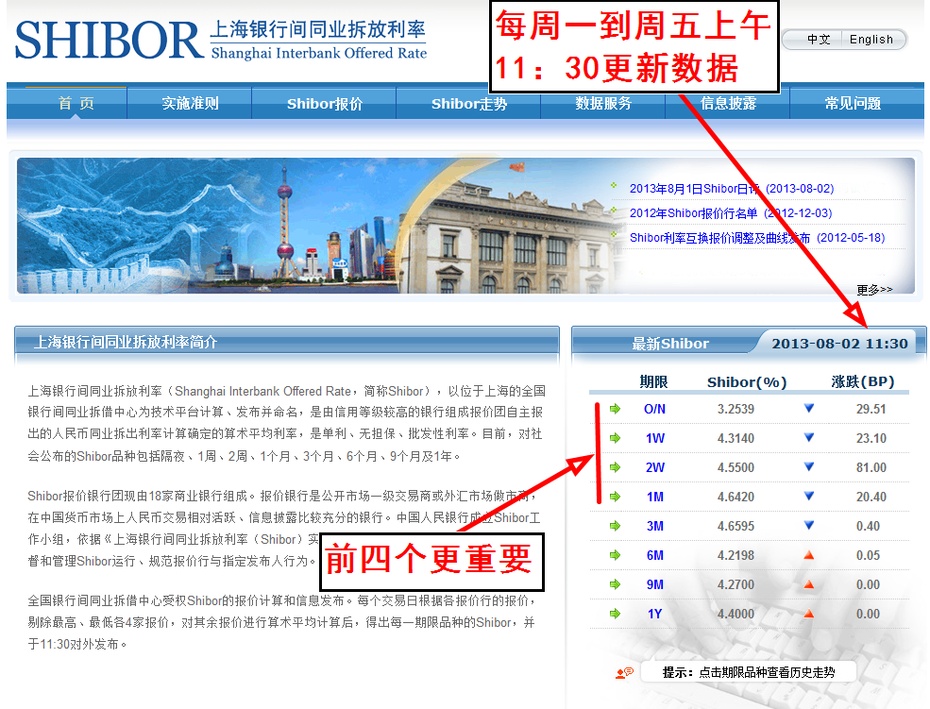 SHIBOR 上海银行间同业拆放利率
Shanghai Interbank Offered Rate
每周一到周五上午
11：30更新数据
中文 English
首 页 实施准则 Shibor报价 Shibor走势 数据服务 信息披露 常见问题
2013年8月1日Shibor日评 (2013-08-02)
2012年Shibor报价行名单 (2012-12-03)
Shibor利率互换报价调整及曲线发布 (2012-05-18)
更多>>
上海银行间同业拆放利率简介
上海银行间同业拆放利率（Shanghai Interbank Offered Rate，简称Shibor），以位于上海的全国
银行间同业拆借中心为技术平台计算、发布并命名，是由信用等级较高的银行组成报价团自主报
出的人民币同业拆出利率计算确定的算术平均利率，是单利、无担保、批发性利率。目前，对社
会公布的Shibor品种包括隔夜、1周、2周、1个月、3个月、6个月、9个月及1年。
Shibor报价银行团现由18家商业银行组成。报价银行是公开市场一级交易商或外汇市场做市商，
在中国货币市场上人民币交易相对活跃、信息披露比较充分的银行。中国人民银行成立Shibor工
作小组，依据《上海银行间同业拆放利率（Shibor）实
督和管理Shibor运行、规范报价行与指定发布人行为。
前四个更重要
全国银行间同业拆借中心受权Shibor的报价计算和信息发布。每个交易日根据各报价行的报价，
剔除最高、最低各4家报价，对其余报价进行算术平均计算后，得出每一期限品种的Shibor，并
于11:30对外发布。
最新Shibor 2013-08-02 11:30
期限 Shibor(%) 涨跌(BP)
O/N 3.2539 29.51
1W 4.3140 23.10
2W 4.5500 81.00
1M 4.6420 20.40
3M 4.6595 0.40
6M 4.2198 0.05
9M 4.2700 0.00
1Y 4.4000 0.00
提示：点击期限品种查看历史走势